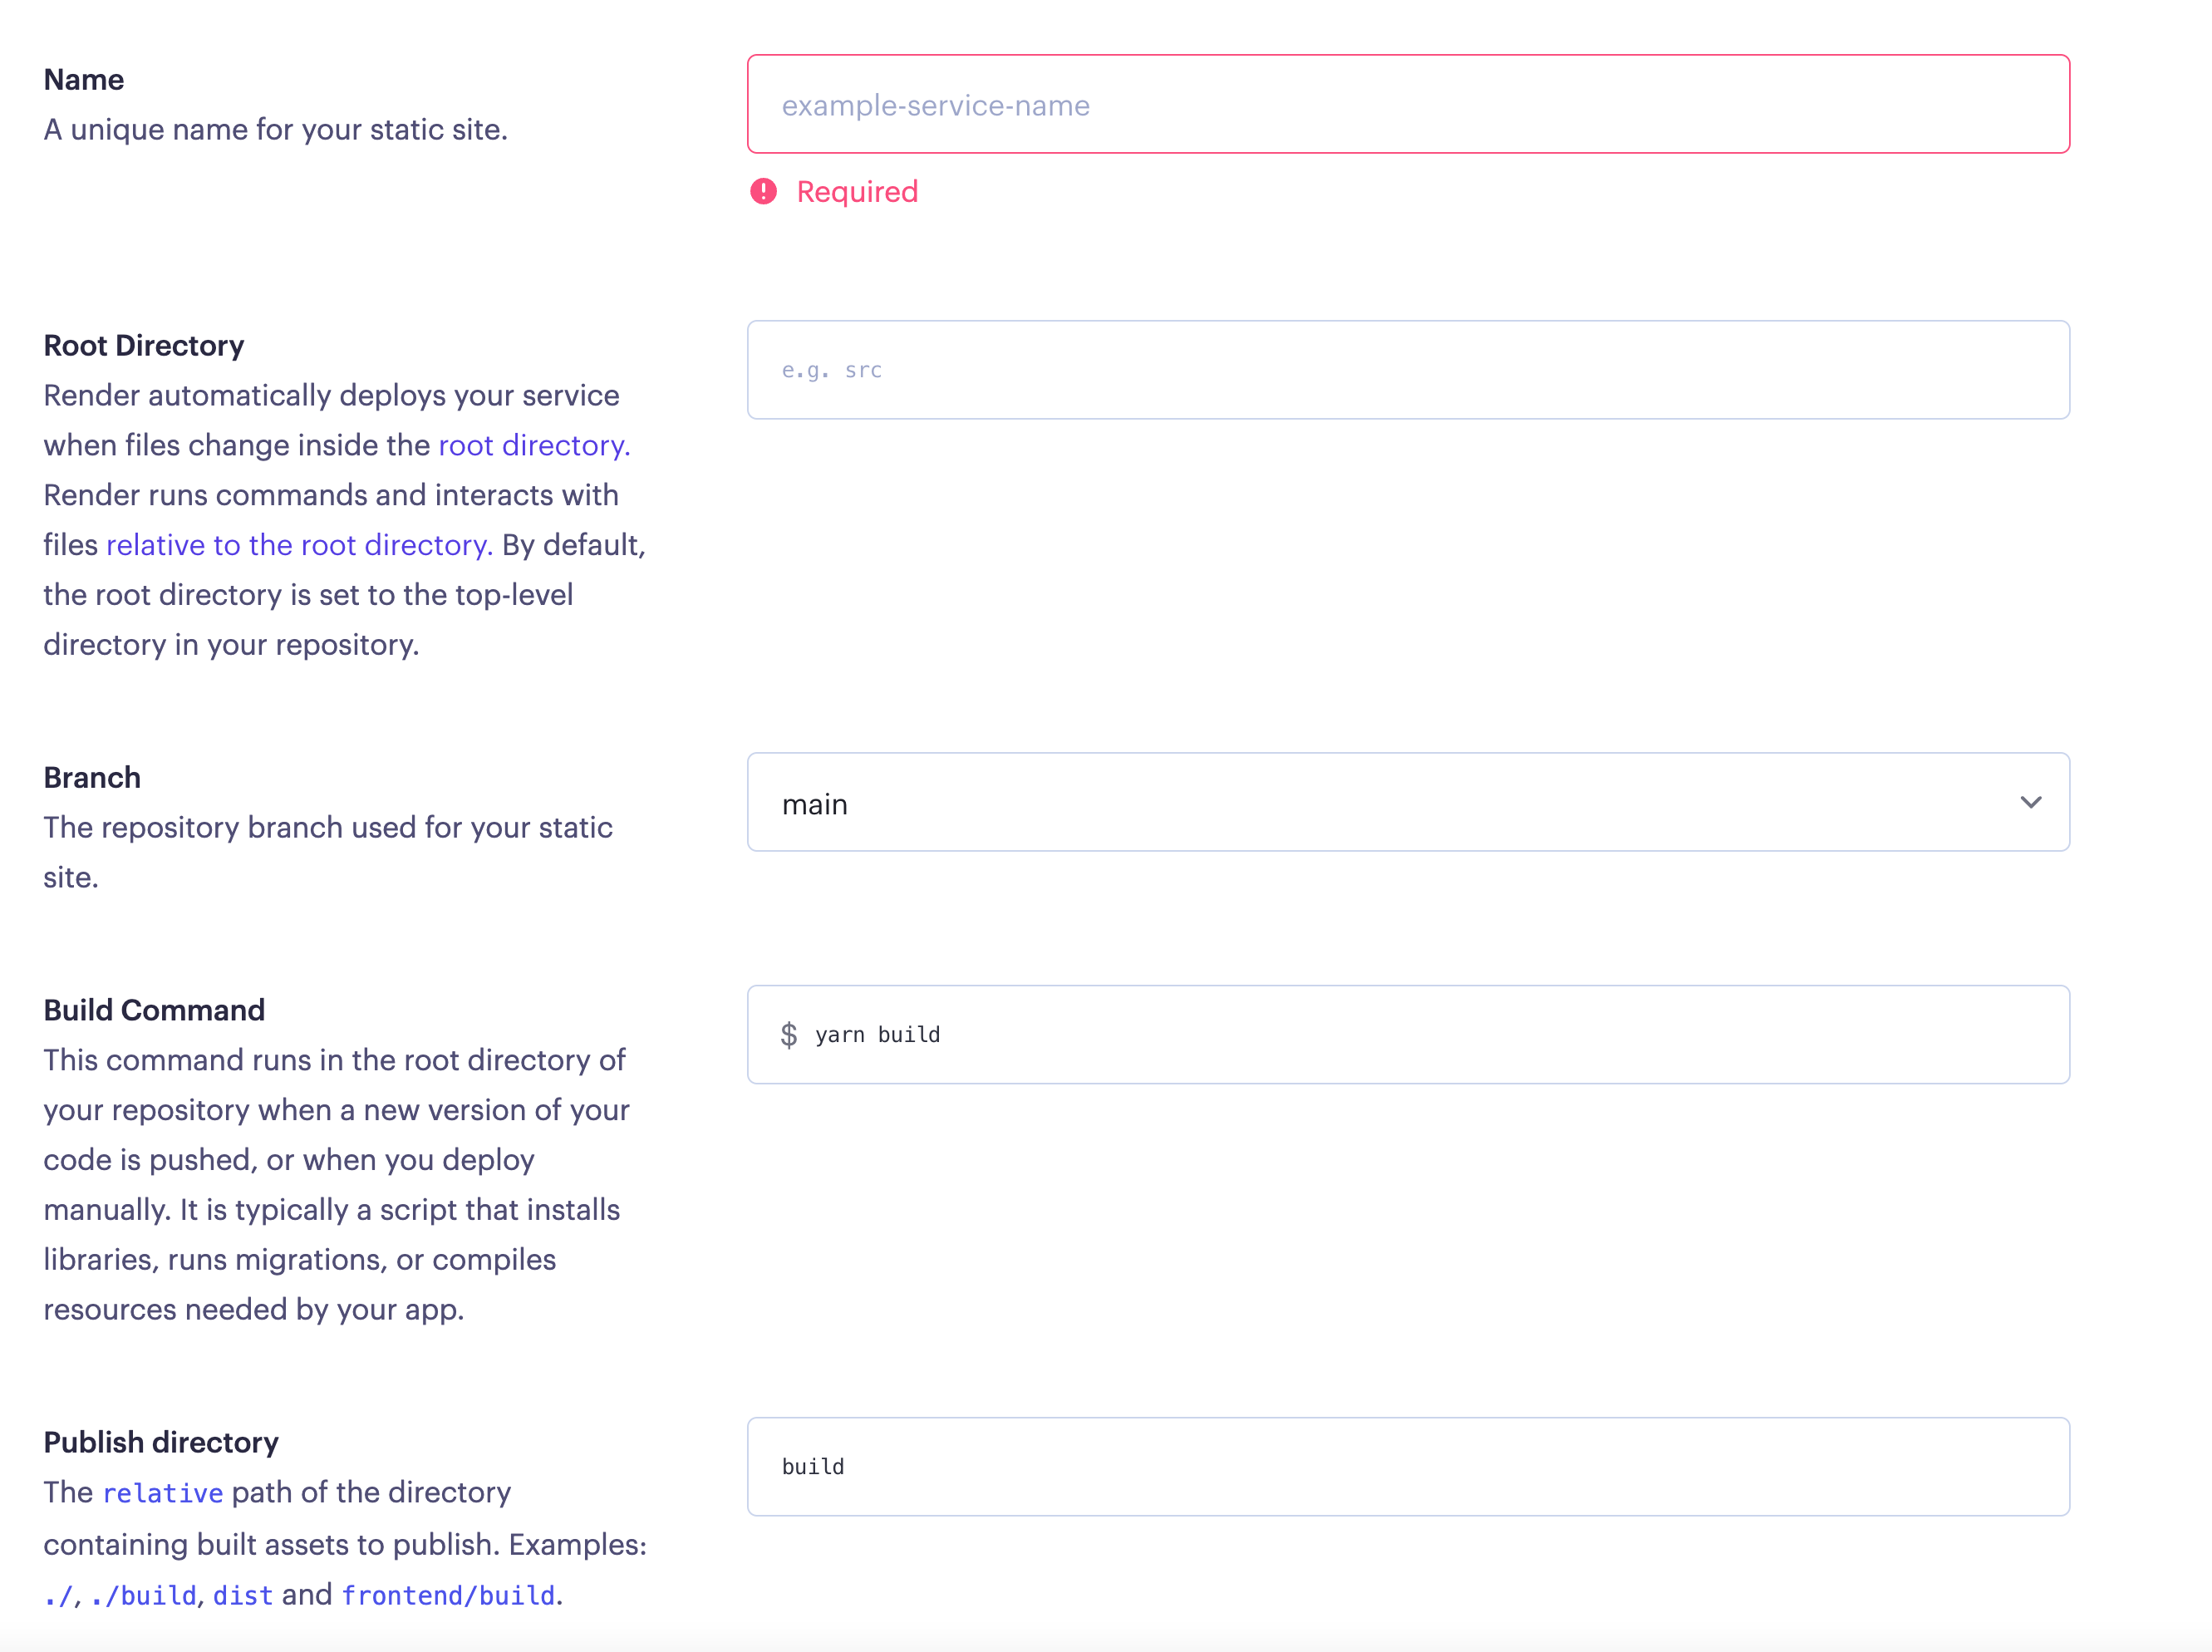 Name
A unique name for your static site.
example-service-name
Required
Root Directory
Render automatically deploys your service
when files change inside the root directory.
Render runs commands and interacts with
files relative to the root directory. By default,
the root directory is set to the top-level
directory in your repository.
e.g. src
Branch
The repository branch used for your static
site.
main
Build Command
This command runs in the root directory of
your repository when a new version of your
code is pushed, or when you deploy
manually. It is typically a script that installs
libraries, runs migrations, or compiles
resources needed by your app.
$ yarn build
Publish directory
The relative path of the directory
containing built assets to publish. Examples:
./, ./build, dist and frontend/build.
build